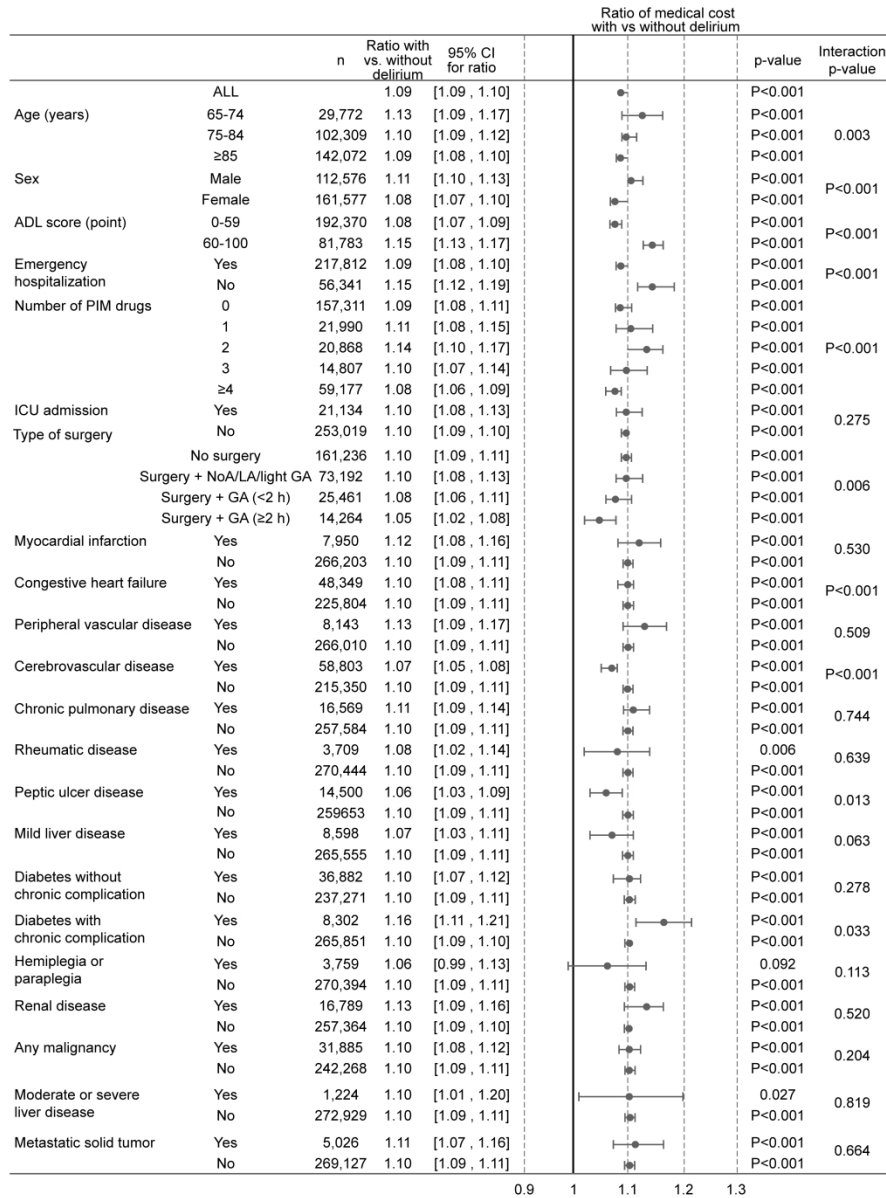 Ratio of medical cost
with vs without delirium
n
Ratio with
vs. without
delirium
95% CI
for ratio
p-value
Interaction
p-value
ALL 1.09 [1.09 , 1.10] P<0.001
Age (years) 65-74 29,772 1.13 [1.09 , 1.17] P<0.001
75-84 102,309 1.10 [1.09 , 1.12] P<0.001 0.003
≥85 142,072 1.09 [1.08 , 1.10] P<0.001
Sex Male 112,576 1.11 [1.10 , 1.13] P<0.001
P<0.001
Female 161,577 1.08 [1.07 , 1.10] P<0.001
ADL score (point) 0-59 192,370 1.08 [1.07 , 1.09] P<0.001
P<0.001
60-100 81,783 1.15 [1.13 , 1.17] P<0.001
Emergency Yes 217,812 1.09 [1.08 , 1.10] P<0.001
P<0.001
hospitalization No 56,341 1.15 [1.12 , 1.19] P<0.001
Number of PIM drugs 0 157,311 1.09 [1.08 , 1.11] P<0.001
1 21,990 1.11 [1.08 , 1.15] P<0.001
2 20,868 1.14 [1.10 , 1.17] P<0.001 P<0.001
3 14,807 1.10 [1.07 , 1.14] P<0.001
≥4 59,177 1.08 [1.06 , 1.09] P<0.001
ICU admission Yes 21,134 1.10 [1.08 , 1.13] P<0.001
0.275
Type of surgery No 253,019 1.10 [1.09 , 1.10] P<0.001
No surgery 161,236 1.10 [1.09 , 1.11] P<0.001
Surgery + NoA/LA/light GA 73,192 1.10 [1.08 , 1.13] P<0.001
0.006
Surgery + GA (<2 h) 25,461 1.08 [1.06 , 1.11] P<0.001
Surgery + GA (≥2 h) 14,264 1.05 [1.02 , 1.08] P<0.001
Myocardial infarction Yes 7,950 1.12 [1.08 , 1.16] P<0.001
0.530
No 266,203 1.10 [1.09 , 1.11] P<0.001
Congestive heart failure Yes 48,349 1.10 [1.08 , 1.11] P<0.001
P<0.001
No 225,804 1.10 [1.09 , 1.11] P<0.001
Peripheral vascular disease Yes 8,143 1.13 [1.09 , 1.17] P<0.001
0.509
No 266,010 1.10 [1.09 , 1.11] P<0.001
Cerebrovascular disease Yes 58,803 1.07 [1.05 , 1.08] P<0.001
P<0.001
No 215,350 1.10 [1.09 , 1.11] P<0.001
Chronic pulmonary disease Yes 16,569 1.11 [1.09 , 1.14] P<0.001
0.744
No 257,584 1.10 [1.09 , 1.11] P<0.001
Rheumatic disease Yes 3,709 1.08 [1.02 , 1.14] 0.006
0.639
No 270,444 1.10 [1.09 , 1.11] P<0.001
Peptic ulcer disease Yes 14,500 1.06 [1.03 , 1.09] P<0.001
0.013
No 259653 1.10 [1.09 , 1.11] P<0.001
Mild liver disease Yes 8,598 1.07 [1.03 , 1.11] P<0.001
0.063
No 265,555 1.10 [1.09 , 1.11] P<0.001
Diabetes without Yes 36,882 1.10 [1.07 , 1.12] P<0.001
0.278
chronic complication No 237,271 1.10 [1.09 , 1.11] P<0.001
Diabetes with Yes 8,302 1.16 [1.11 , 1.21] P<0.001
0.033
chronic complication No 265,851 1.10 [1.09 , 1.10] P<0.001
Hemiplegia or Yes 3,759 1.06 [0.99 , 1.13] 0.092
0.113
paraplegia No 270,394 1.10 [1.09 , 1.11] P<0.001
Renal disease Yes 16,789 1.13 [1.09 , 1.16] P<0.001
0.520
No 257,364 1.10 [1.09 , 1.10] P<0.001
Any malignancy Yes 31,885 1.10 [1.08 , 1.12] P<0.001
0.204
No 242,268 1.10 [1.09 , 1.11] P<0.001
Moderate or severe Yes 1,224 1.10 [1.01 , 1.20] 0.027
0.819
liver disease No 272,929 1.10 [1.09 , 1.11] P<0.001
Metastatic solid tumor Yes 5,026 1.11 [1.07 , 1.16] P<0.001
0.664
No 269,127 1.10 [1.09 , 1.11] P<0.001
0.9 1 1.1 1.2 1.3